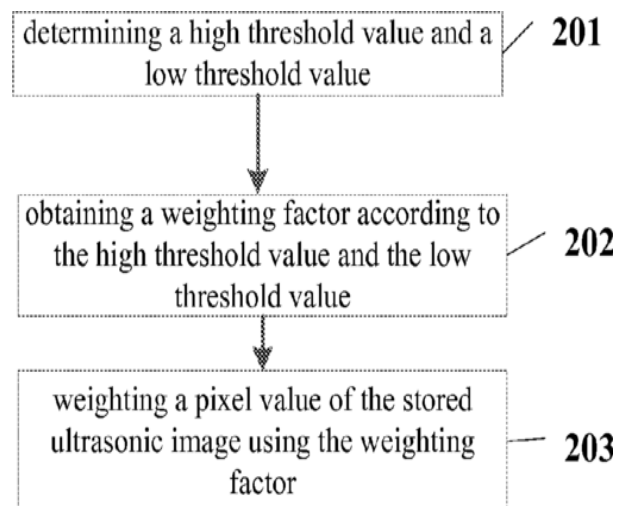 determining a high threshold value and a
low threshold value
201
obtaining a weighting factor according to
the high threshold value and the low
threshold value
202
weighting a pixel value of the stored
ultrasonic image using the weighting
factor
203